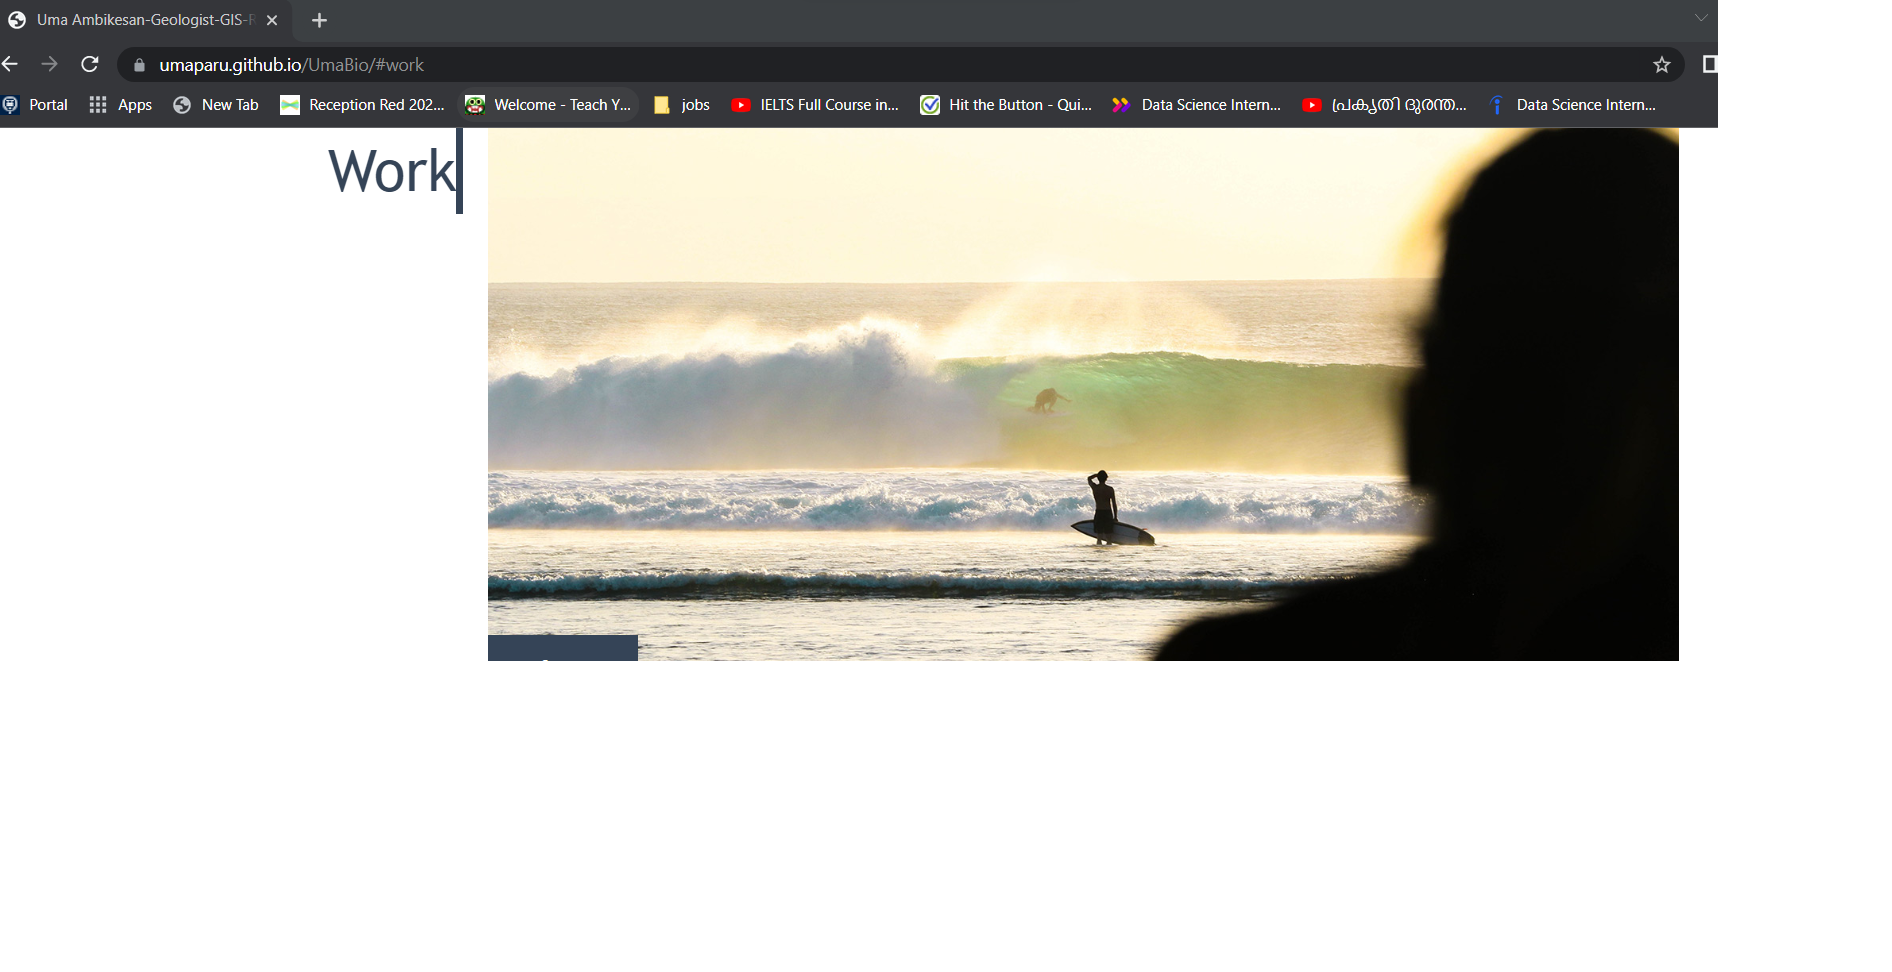 Uma Ambikesan-Geologist-GIS-R
umaparu.github.io/UmaBio/#work
Portal Apps New Tab Reception Red 202... Welcome - Teach Y... jobs IELTS Full Course in... Hit the Button - Qui... Data Science Intern... പ്രകൃതി ദുരന്ത... Data Science Intern...
Work